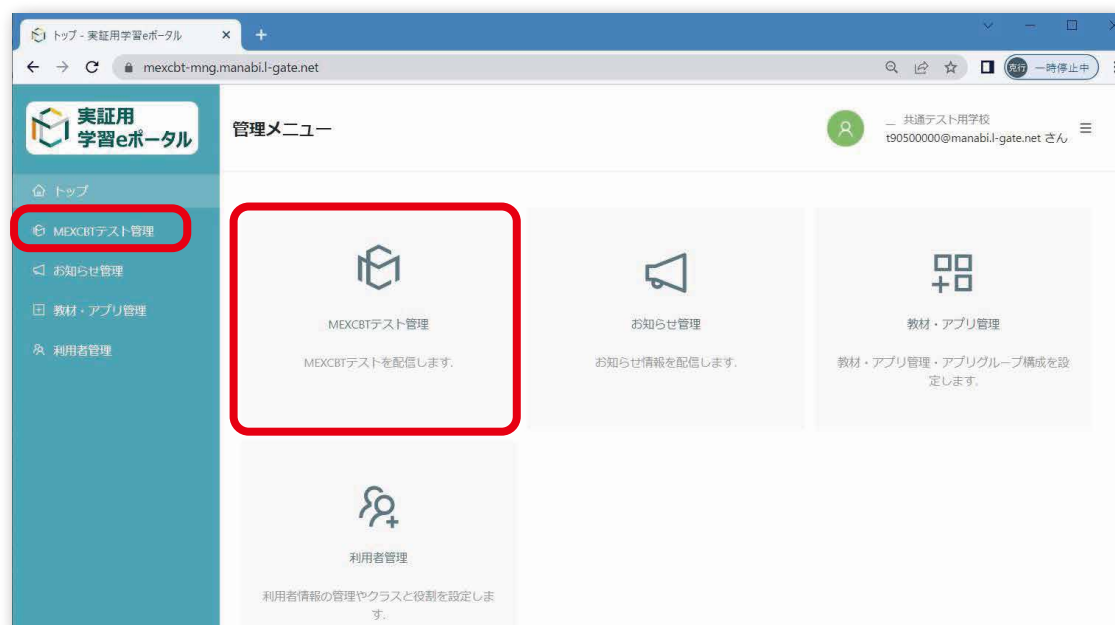 トップ - 実証用学習eポータル
mexcbt-mng.manabi.l-gate.net
克行 一時停止中
実証用
学習eポータル
管理メニュー
__ 共通テスト用学校
t90500000@manabi.l-gate.net さん
トップ
MEXCBTテスト管理
お知らせ管理
教材・アプリ管理
利用者管理
MEXCBTテスト管理
MEXCBTテストを配信します.
お知らせ管理
お知らせ情報を配信します.
教材・アプリ管理
教材・アプリ管理・アプリグループ構成を設
定します.
利用者管理
利用者情報の管理やクラスと役割を設定しま
す.